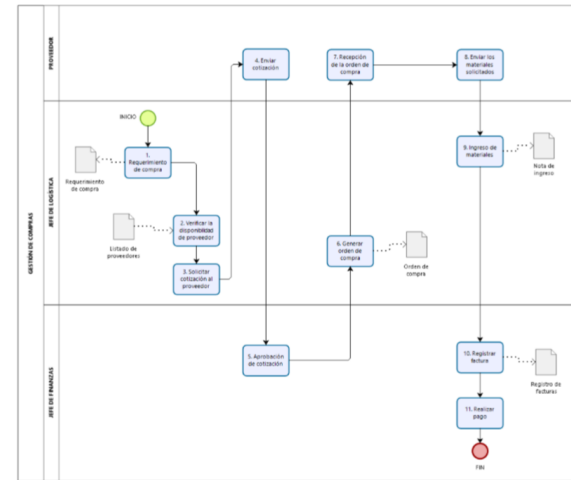 GESTIÓN DE COMPRAS
PROVEEDOR
4. Enviar
cotización
7. Recepción
de la orden de
compra
8. Enviar los
materiales
solicitados
JEFE DE LOGÍSTICA
INICIO
1.
Requerimiento
de compra
Requerimiento
de compra
2. Verificar la
disponibilidad
de proveedor
Listado de
proveedores
3. Solicitar
cotización al
proveedor
6. Generar
orden de
compra
Orden de
compra
9. Ingreso de
materiales
Nota de
ingreso
JEFE DE FINANZAS
5. Aprobación
de cotización
10. Registrar
factura
Registro de
facturas
11. Realizar
pago
FIN